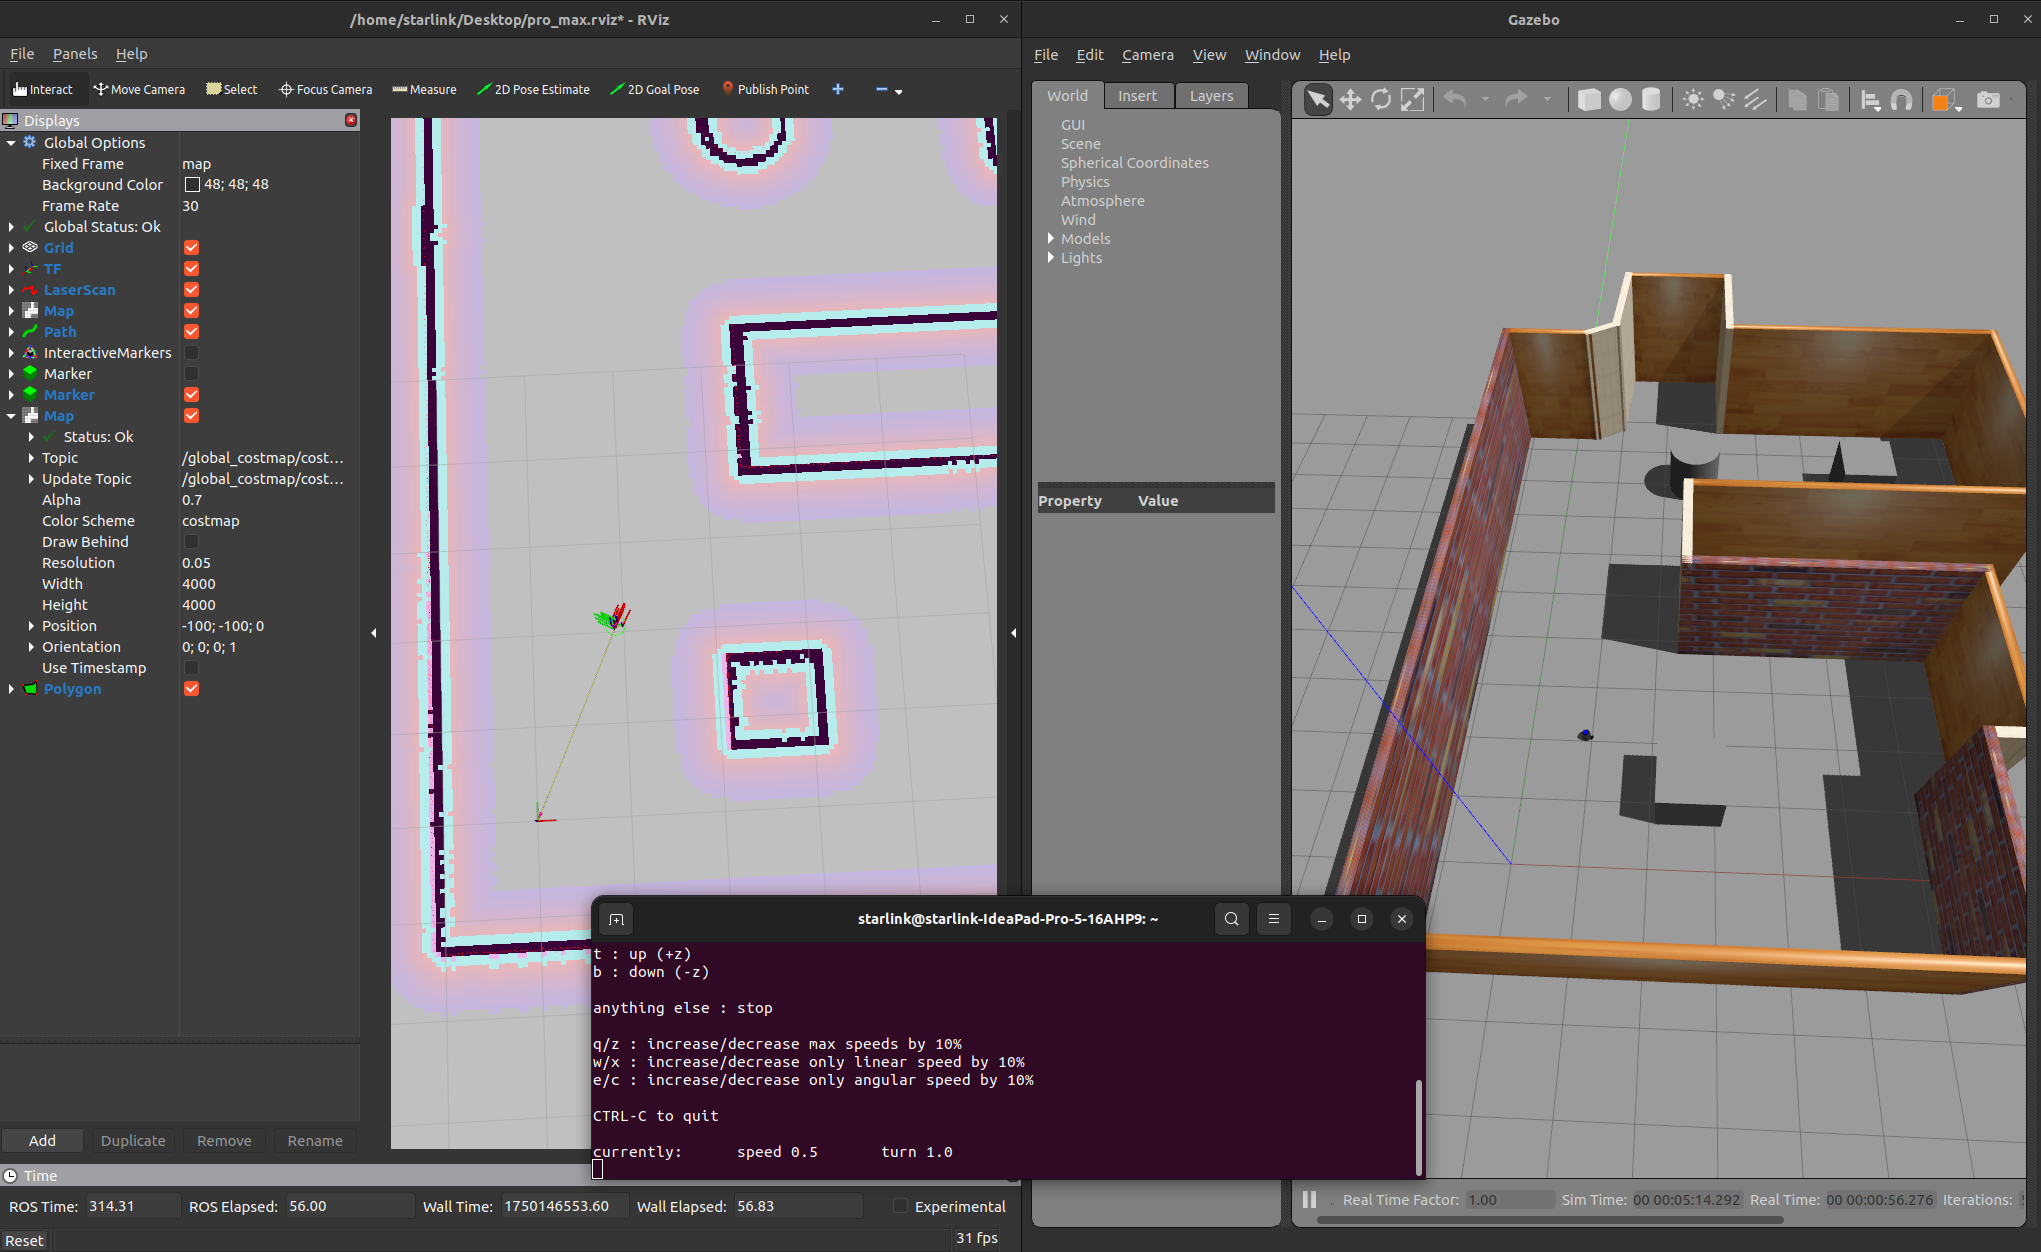 /home/starlink/Desktop/pro_max.rviz* - RViz
File Panels Help
Interact Move Camera Select Focus Camera Measure 2D Pose Estimate 2D Goal Pose Publish Point
Displays
Global Options
Fixed Frame map
Background Color 48; 48; 48
Frame Rate 30
Global Status: Ok
Grid
TF
LaserScan
Map
Path
InteractiveMarkers
Marker
Marker
Map
Status: Ok
Topic /global_costmap/cost...
Update Topic /global_costmap/cost...
Alpha 0.7
Color Scheme costmap
Draw Behind
Resolution 0.05
Width 4000
Height 4000
Position -100; -100; 0
Orientation 0; 0; 0; 1
Use Timestamp
Polygon
Add Duplicate Remove Rename
Time
ROS Time: 314.31 ROS Elapsed: 56.00 Wall Time: 1750146553.60 Wall Elapsed: 56.83 Experimental
Reset 31 fps
Gazebo
File Edit Camera View Window Help
World Insert Layers
GUI
Scene
Spherical Coordinates
Physics
Atmosphere
Wind
Models
Lights
Property Value
starlink@starlink-IdeaPad-Pro-5-16AHP9: ~
t : up (+z)
b : down (-z)
anything else : stop
q/z : increase/decrease max speeds by 10%
w/x : increase/decrease only linear speed by 10%
e/c : increase/decrease only angular speed by 10%
CTRL-C to quit
currently: speed 0.5 turn 1.0
Real Time Factor: 1.00 Sim Time: 00 00:05:14.292 Real Time: 00 00:00:56.276 Iterations: